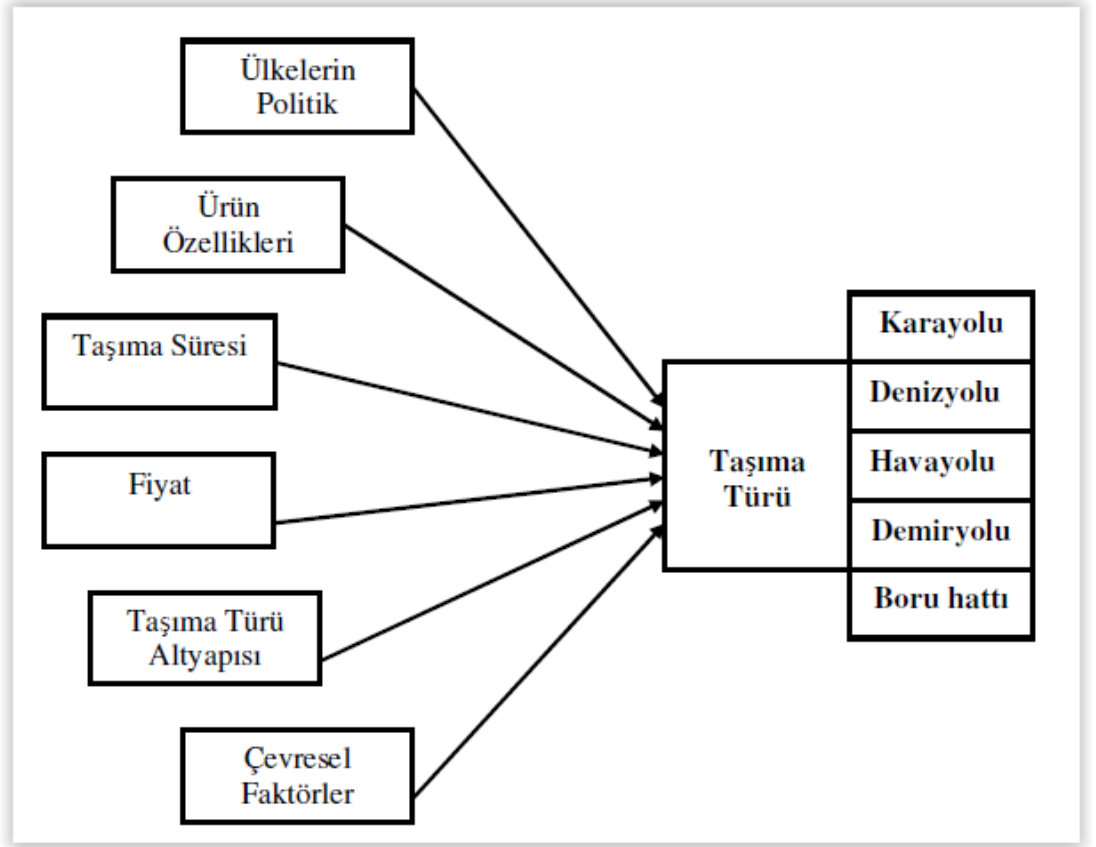 Ülkelerin
Politik
Ürün
Özellikleri
Taşıma Süresi
Fiyat
Taşıma Türü
Altyapısı
Çevresel
Faktörler
Taşıma
Türü
Karayolu
Denizyolu
Havayolu
Demiryolu
Boru hattı